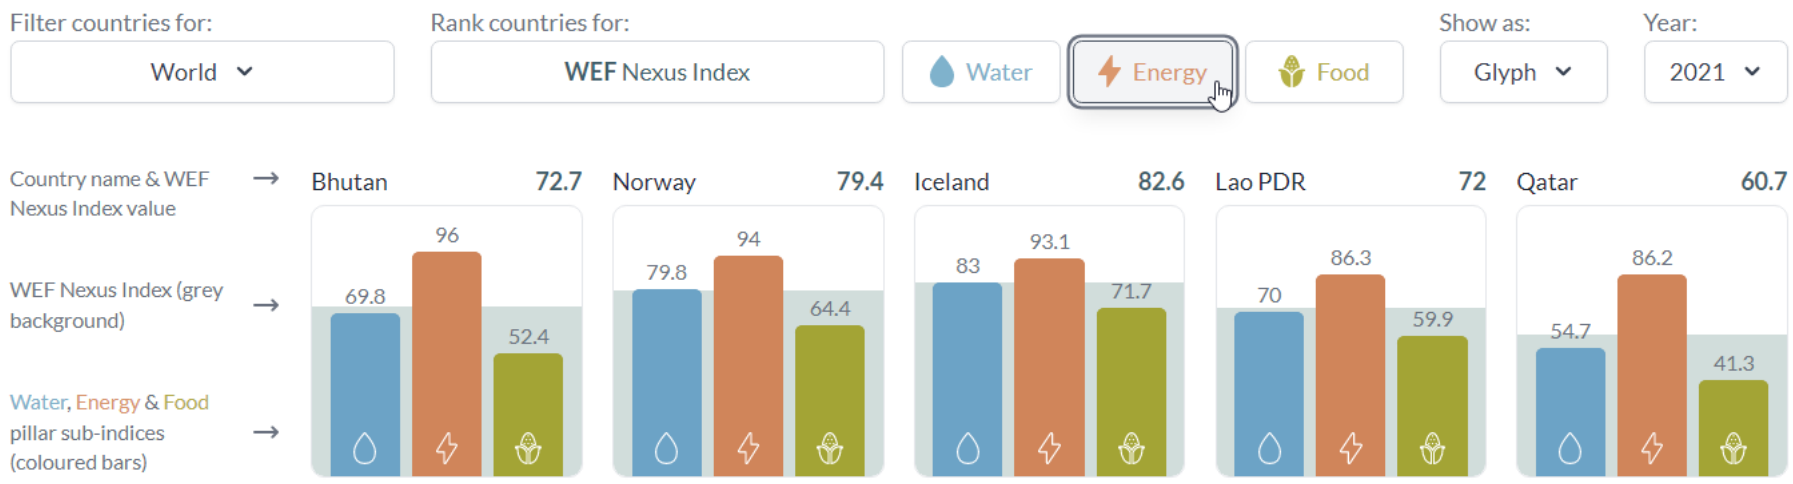 Filter countries for:
Rank countries for:
Show as:
Year:
World
WEF Nexus Index
Water
Energy
Food
Glyph
2021
Country name & WEF
Nexus Index value
WEF Nexus Index (grey
background)
Water, Energy & Food
pillar sub-indices
(coloured bars)
Bhutan 72.7
69.8
96
52.4
Norway 79.4
79.8
94
64.4
Iceland 82.6
83
93.1
71.7
Lao PDR 72
70
86.3
59.9
Qatar 60.7
54.7
86.2
41.3